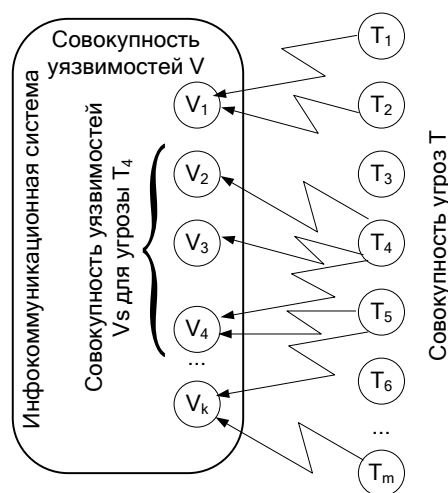 Совокупность
уязвимостей V
Инфокоммуникационная система
Совокупность уязвимостей
Vs для угрозы T4
V1
V2
V3
V4
...
Vk
T1
T2
T3
T4
T5
T6
...
Tm
Совокупность угроз T